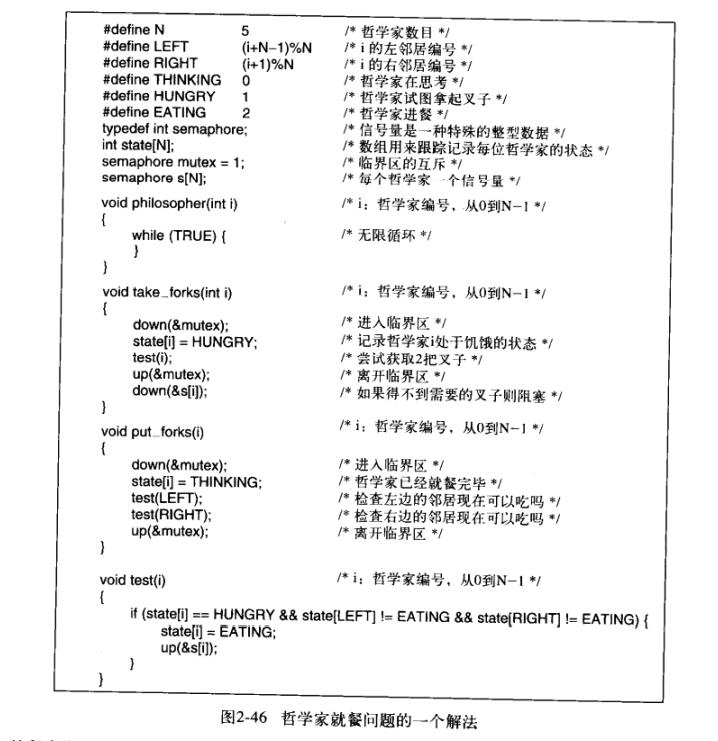 #define N 5 /* 哲学家数目 */
#define LEFT (i+N−1)%N /* i 的左邻居编号 */
#define RIGHT (i+1)%N /* i 的右邻居编号 */
#define THINKING 0 /* 哲学家在思考 */
#define HUNGRY 1 /* 哲学家试图拿起叉子 */
#define EATING 2 /* 哲学家进餐 */
typedef int semaphore; /* 信号量是一种特殊的整型数据 */
int state[N]; /* 数组用来跟踪记录每位哲学家的状态 */
semaphore mutex = 1; /* 临界区的互斥 */
semaphore s[N]; /* 每个哲学家一个信号量 */
void philosopher(int i) /* i：哲学家编号，从0到N−1 */
{
while (TRUE) { /* 无限循环 */
}
}
void take_forks(int i) /* i：哲学家编号，从0到N−1 */
{
down(&mutex); /* 进入临界区 */
state[i] = HUNGRY; /* 记录哲学家i处于饥饿的状态 */
test(i); /* 尝试获取2把叉子 */
up(&mutex); /* 离开临界区 */
down(&s[i]); /* 如果得不到需要的叉子则阻塞 */
}
void put_forks(i) /* i：哲学家编号，从0到N−1 */
{
down(&mutex); /* 进入临界区 */
state[i] = THINKING; /* 哲学家已经就餐完毕 */
test(LEFT); /* 检查左边的邻居现在可以吃吗 */
test(RIGHT); /* 检查右边的邻居现在可以吃吗 */
up(&mutex); /* 离开临界区 */
}
void test(i) /* i：哲学家编号，从0到N−1 */
{
if (state[i] == HUNGRY && state[LEFT] != EATING && state[RIGHT] != EATING) {
state[i] = EATING;
up(&s[i]);
}
}
图2-46 哲学家就餐问题的一个解法